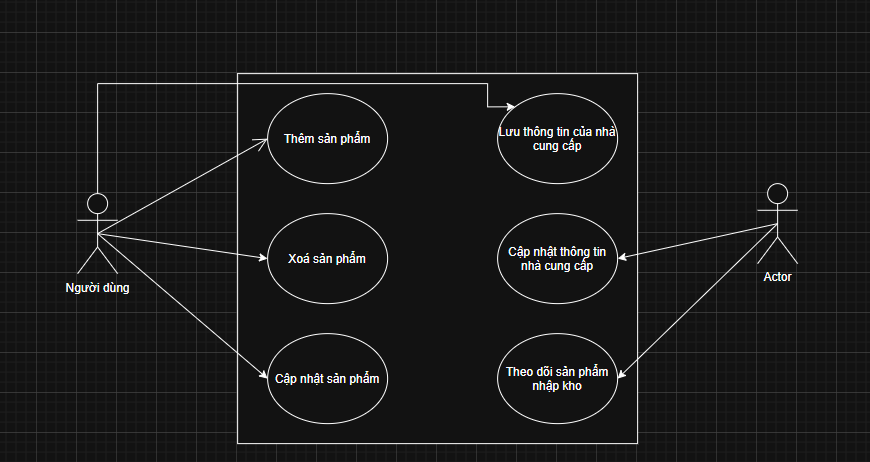 Thêm sản phẩm
Lưu thông tin của nhà
cung cấp
Xoá sản phẩm
Cập nhật thông tin
nhà cung cấp
Người dùng
Actor
Cập nhật sản phẩm
Theo dõi sản phẩm
nhập kho